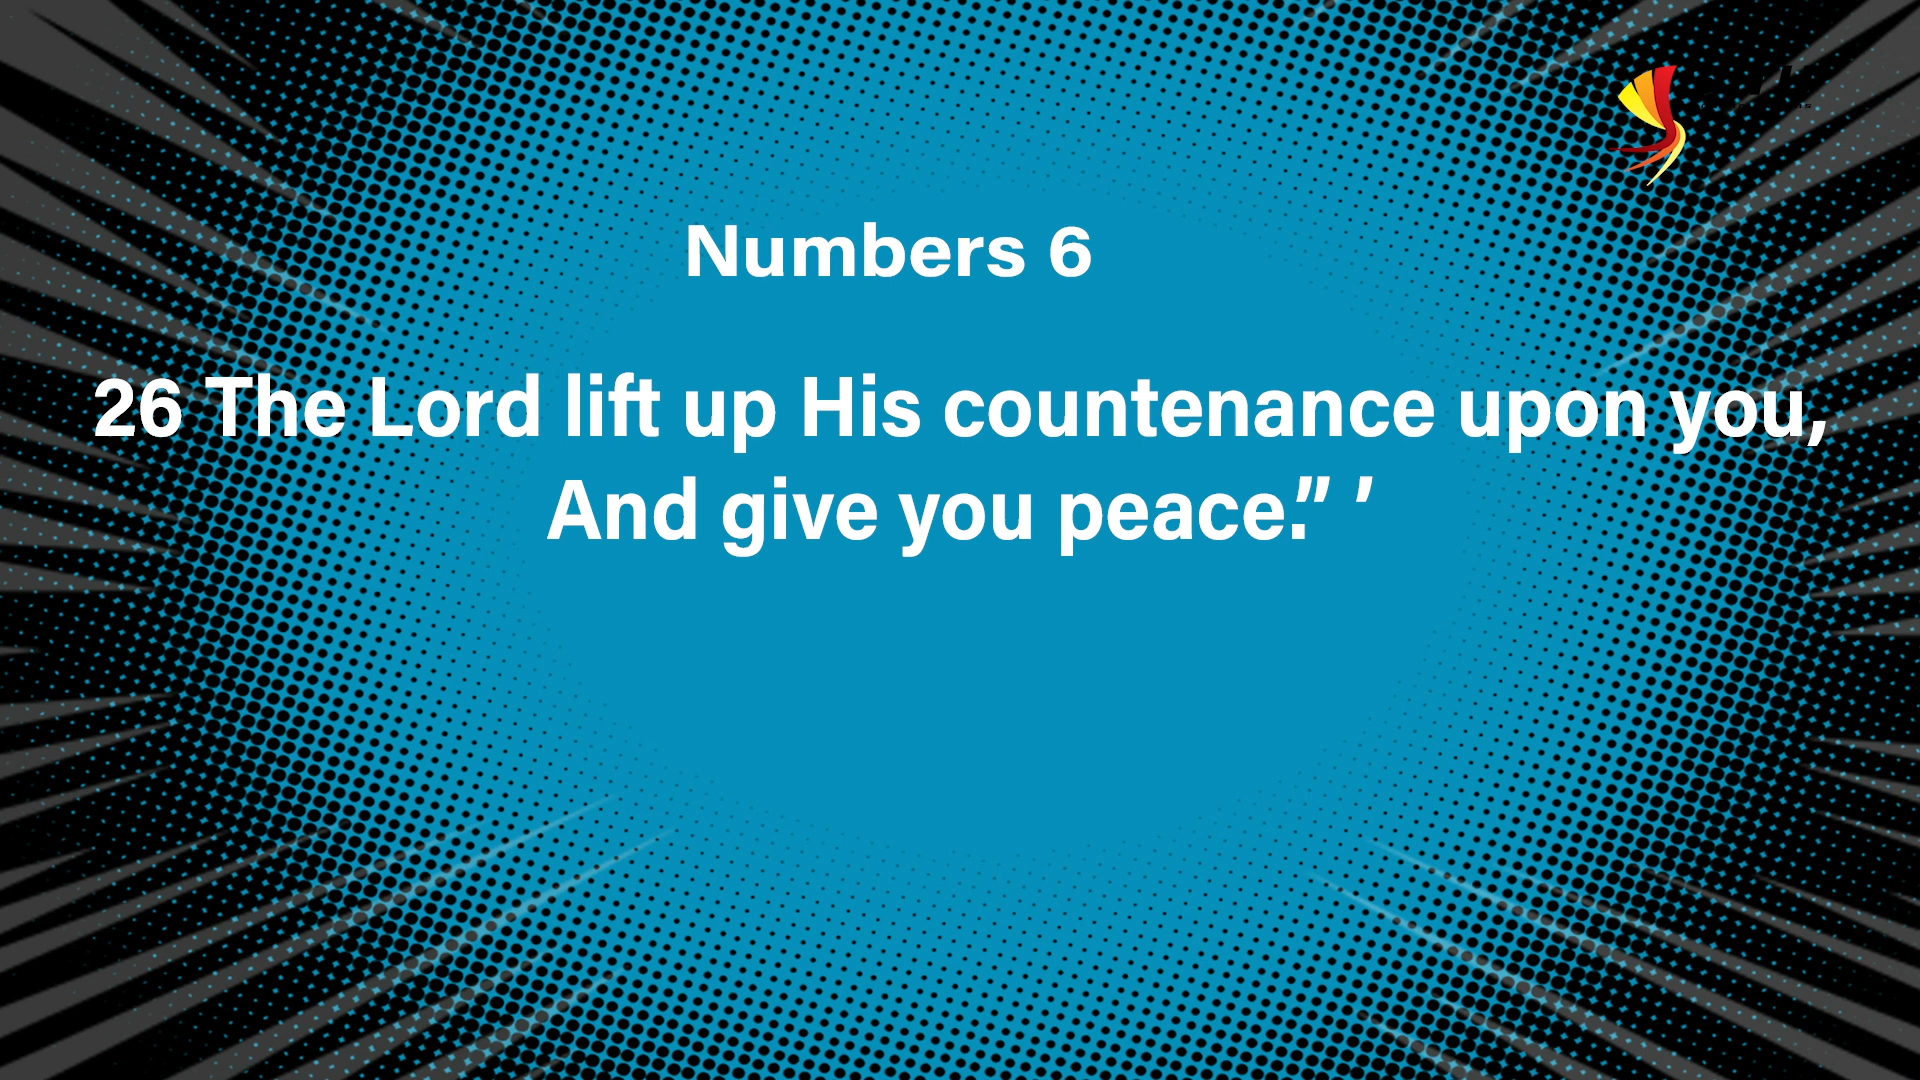 Numbers 6
26 The Lord lift up His countenance upon you,
And give you peace.” ’